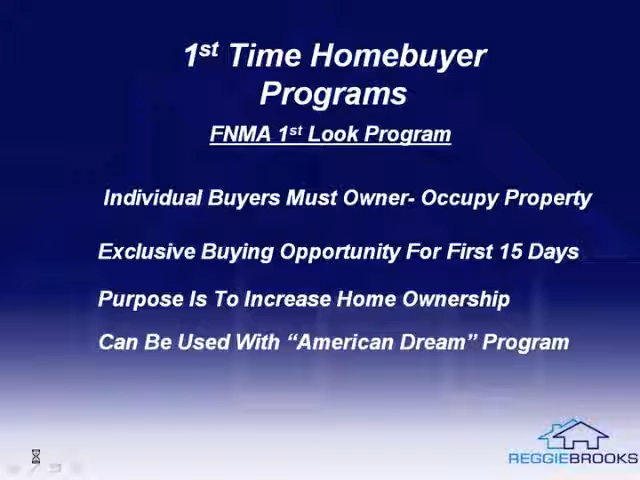 1st Time Homebuyer
Programs
FNMA 1st Look Program
Individual Buyers Must Owner- Occupy Property
Exclusive Buying Opportunity For First 15 Days
Purpose Is To Increase Home Ownership
Can Be Used With “American Dream” Program
REGGIEBROOKS